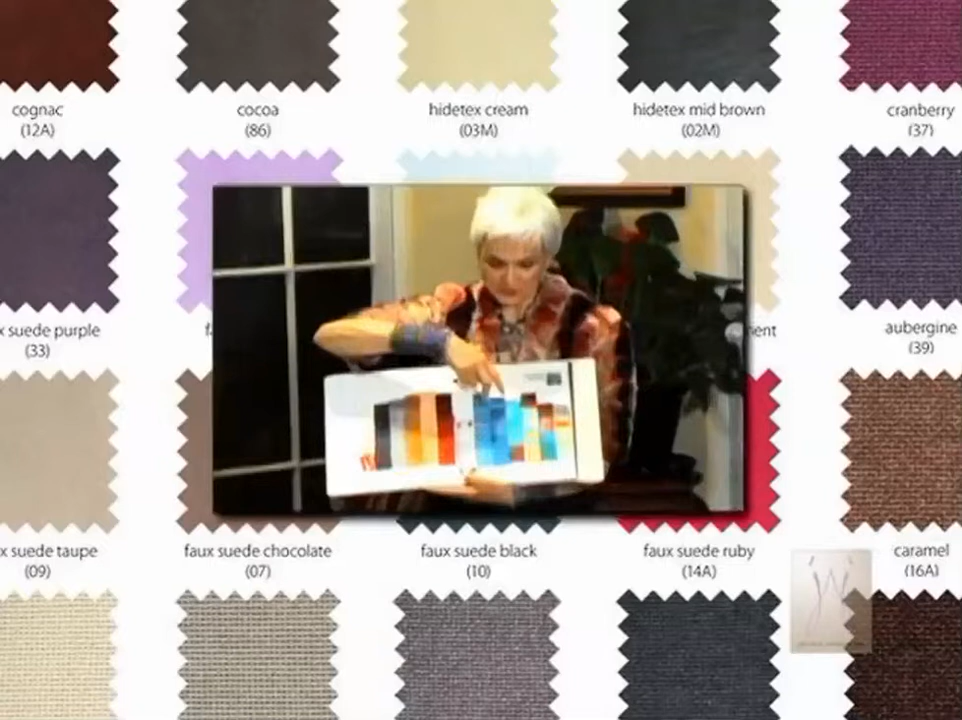 cognac
(12A)
cocoa
(86)
hidetex cream
(03M)
hidetex mid brown
(02M)
cranberry
(37)
x suede purple
(33)
aubergine
(39)
x suede taupe
(09)
faux suede chocolate
(07)
faux suede black
(10)
faux suede ruby
(14A)
caramel
(16A)